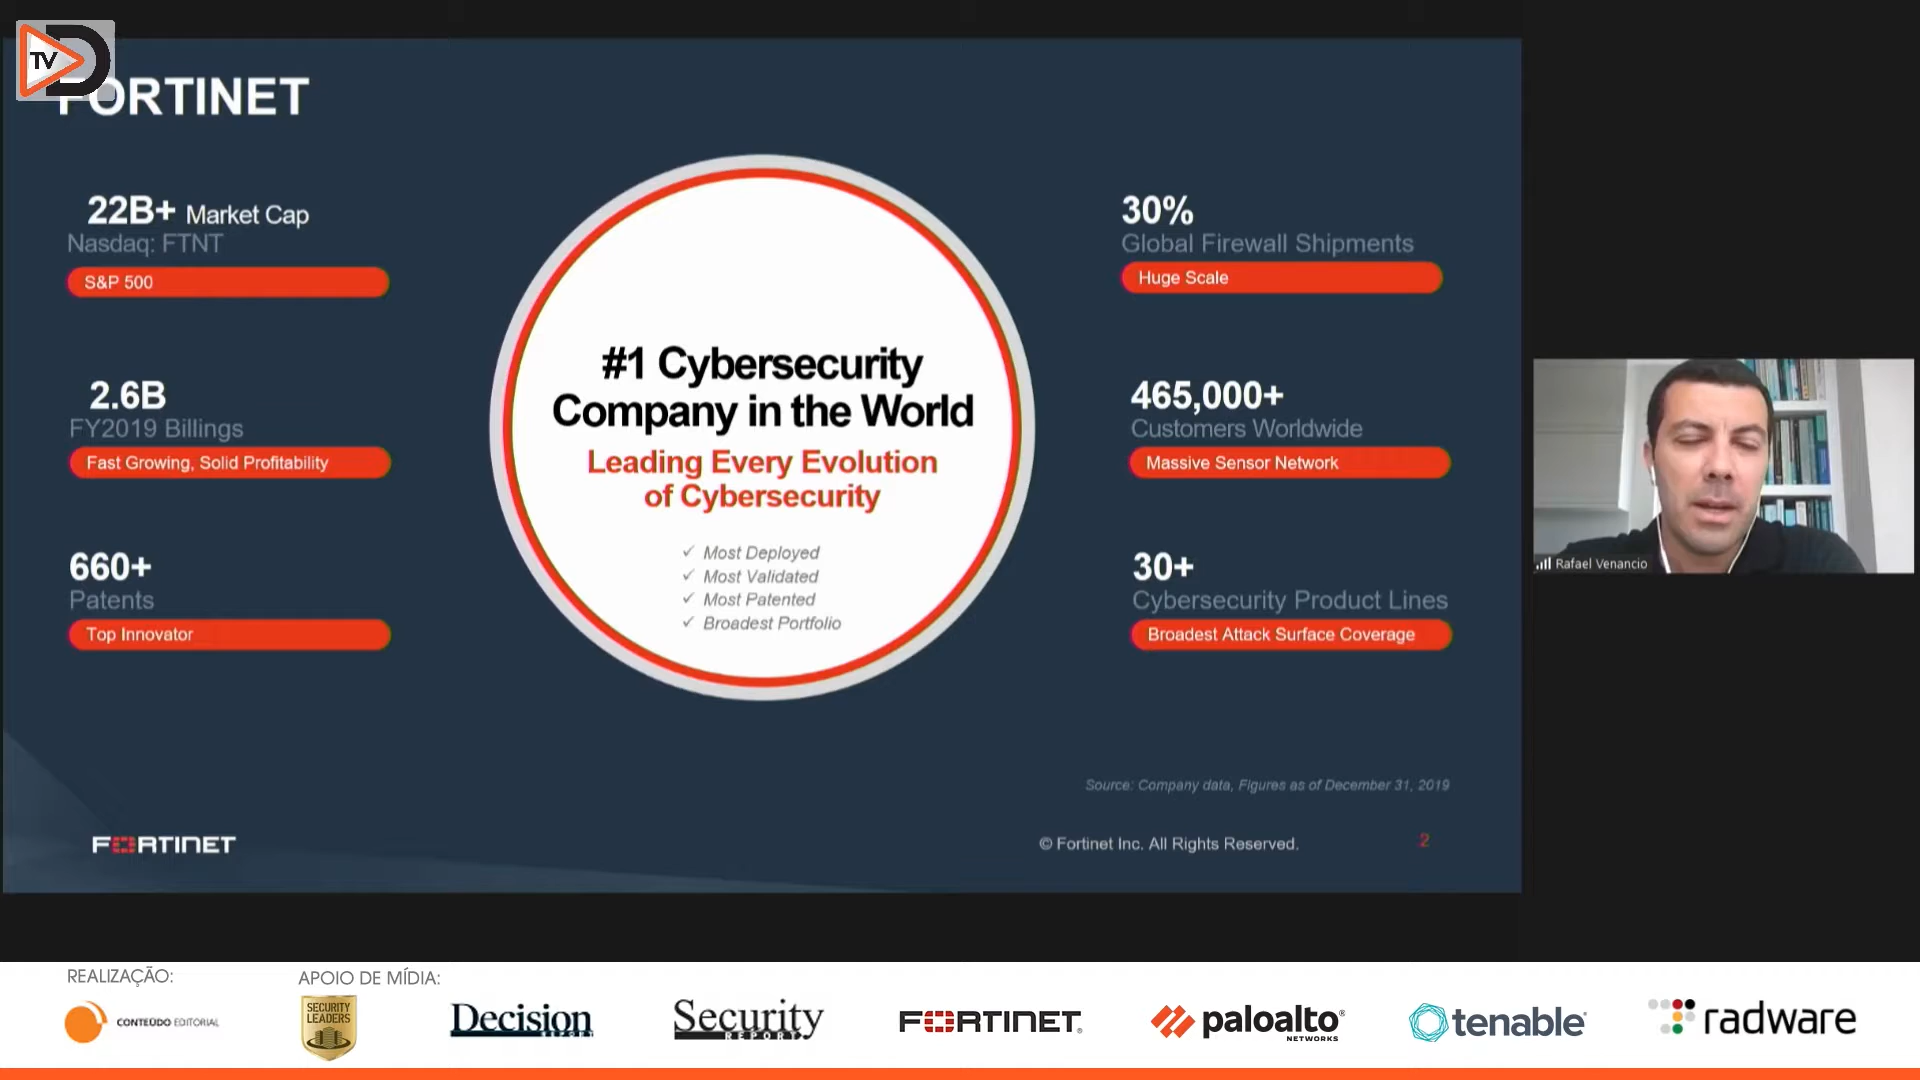 TV
FORTINET
22B+ Market Cap
Nasdaq: FTNT
S&P 500
2.6B
FY2019 Billings
Fast Growing, Solid Profitability
660+
Patents
Top Innovator
#1 Cybersecurity
Company in the World
Leading Every Evolution
of Cybersecurity
✓ Most Deployed
✓ Most Validated
✓ Most Patented
✓ Broadest Portfolio
30%
Global Firewall Shipments
Huge Scale
465,000+
Customers Worldwide
Massive Sensor Network
30+
Cybersecurity Product Lines
Broadest Attack Surface Coverage
Rafael Venancio
Source: Company data, Figures as of December 31, 2019
FORTINET
© Fortinet Inc. All Rights Reserved.
2
REALIZAÇÃO:
CONTEÚDO EDITORIAL
APOIO DE MÍDIA:
SECURITY
LEADERS
Decision
REPORT
Security
REPORT
FORTINET®
paloalto®
NETWORKS
tenable®
radware